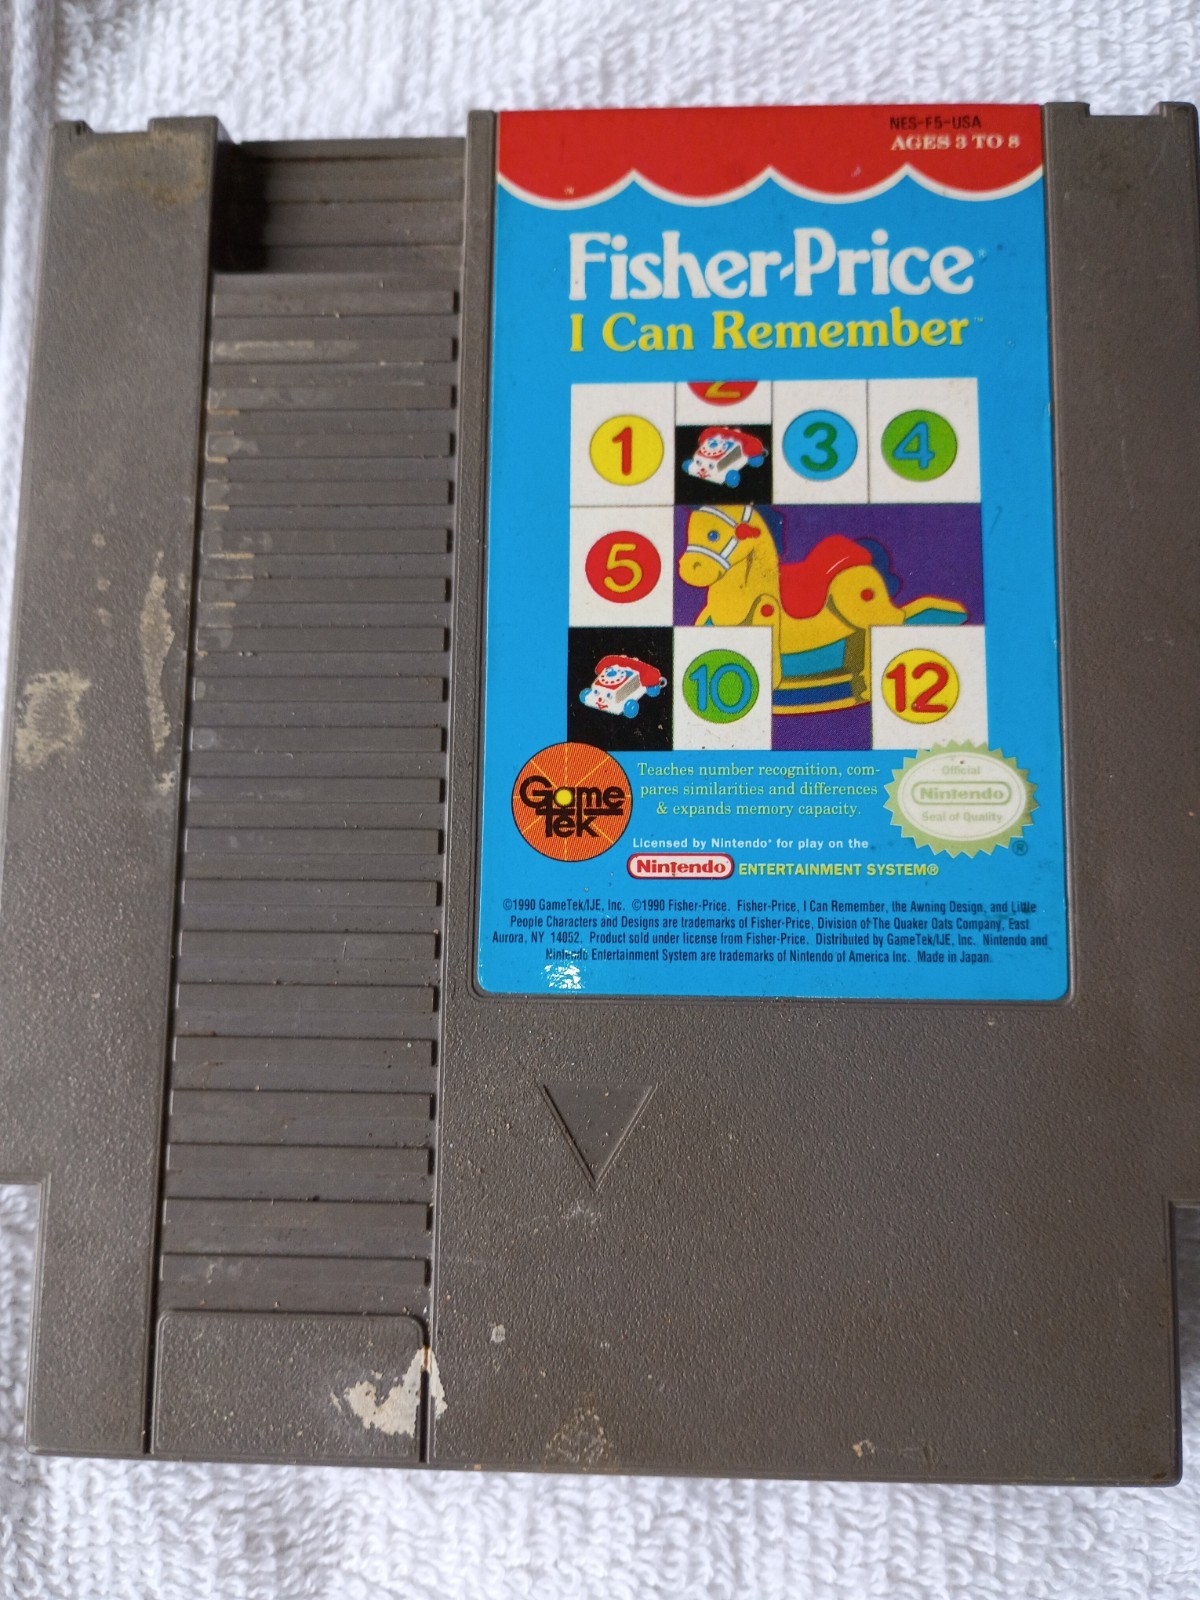 NES-F5-USA
AGES 3 TO 8
Fisher-Price
I Can Remember™
2
1 3 4
5
10 12
Game Tek
Teaches number recognition, com-
pares similarities and differences
& expands memory capacity.
Official
Nintendo
Seal of Quality
®
Licensed by Nintendo® for play on the
Nintendo ENTERTAINMENT SYSTEM®
©1990 GameTek/IJE, Inc. ©1990 Fisher-Price. Fisher-Price, I Can Remember, the Awning Design, and Little
People Characters and Designs are trademarks of Fisher-Price, Division of The Quaker Oats Company, East
Aurora, NY 14052. Product sold under license from Fisher-Price. Distributed by GameTek/IJE, Inc. Nintendo and
Nintendo Entertainment System are trademarks of Nintendo of America Inc. Made in Japan.